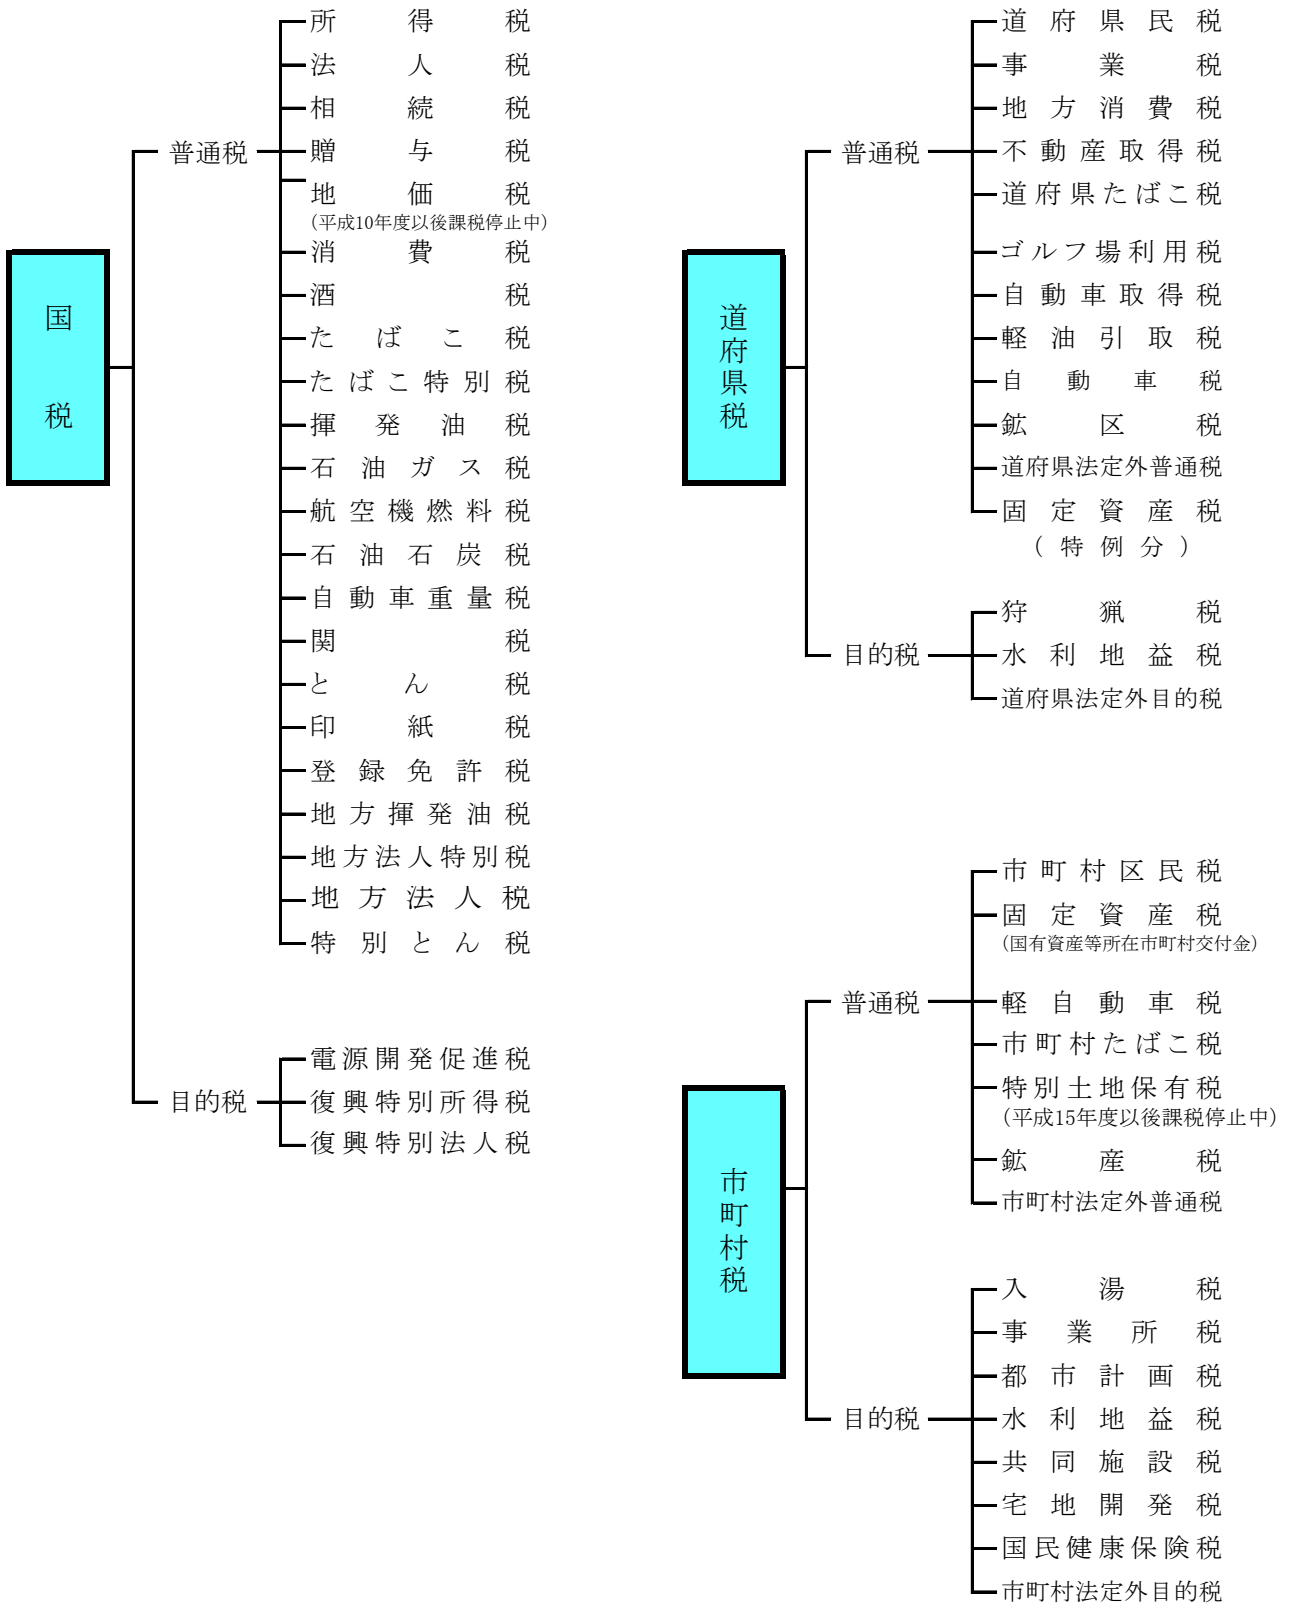 国税
普通税
所得税
法人税
相続税
贈与税
地価税
(平成10年度以後課税停止中)
消費税
酒税
たばこ税
たばこ特別税
揮発油税
石油ガス税
航空機燃料税
石油石炭税
自動車重量税
関税
とん税
印紙税
登録免許税
地方揮発油税
地方法人特別税
地方法人税
特別とん税
目的税
電源開発促進税
復興特別所得税
復興特別法人税
道府県税
普通税
道府県民税
事業税
地方消費税
不動産取得税
道府県たばこ税
ゴルフ場利用税
自動車取得税
軽油引取税
自動車税
鉱区税
道府県法定外普通税
固定資産税
(特例分)
目的税
狩猟税
水利地益税
道府県法定外目的税
市町村税
普通税
市町村区民税
固定資産税
(国有資産等所在市町村交付金)
軽自動車税
市町村たばこ税
特別土地保有税
(平成15年度以後課税停止中)
鉱産税
市町村法定外普通税
目的税
入湯税
事業所税
都市計画税
水利地益税
共同施設税
宅地開発税
国民健康保険税
市町村法定外目的税